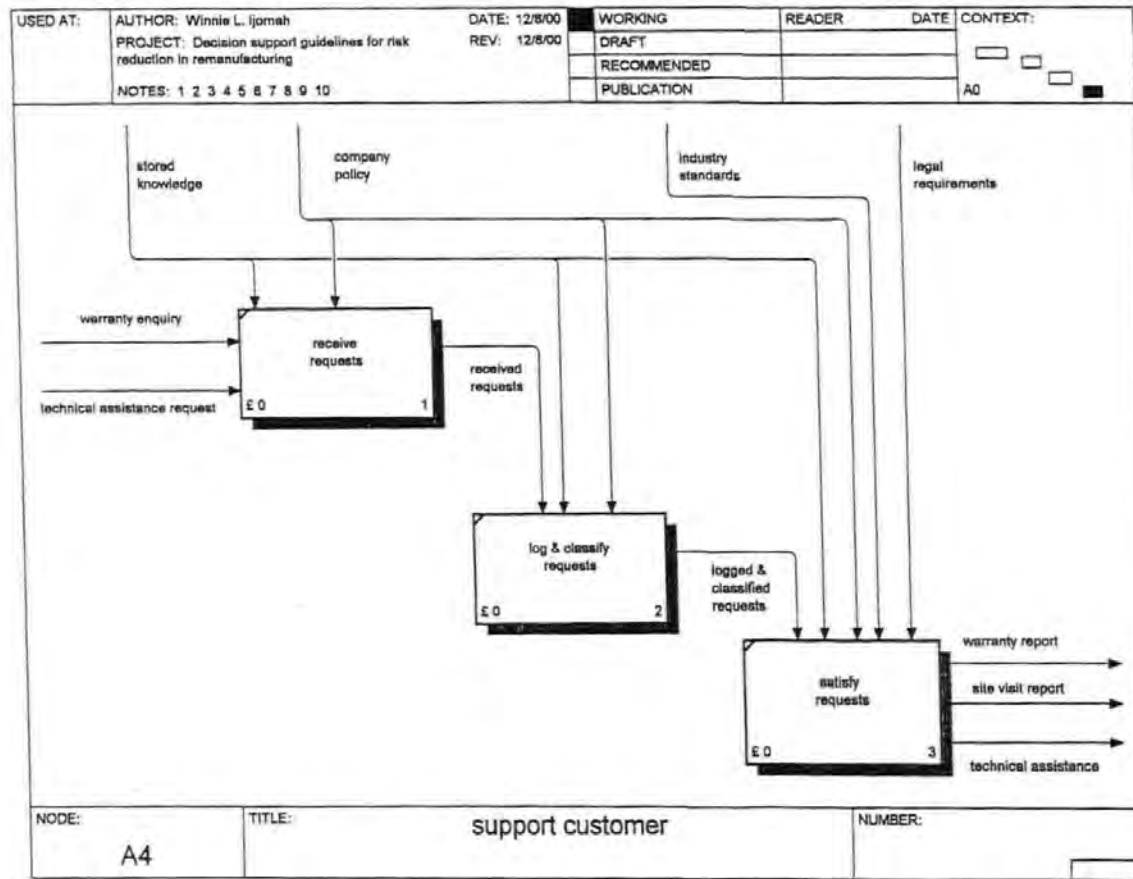 USED AT:
AUTHOR: Winnie L. Ijomah
DATE: 12/8/00
PROJECT: Decision support guidelines for risk
reduction in remanufacturing
REV: 12/8/00
NOTES: 1 2 3 4 5 6 7 8 9 10
WORKING
DRAFT
RECOMMENDED
PUBLICATION
READER
DATE
CONTEXT:
A0
stored
knowledge
company
policy
industry
standards
legal
requirements
warranty enquiry
technical assistance request
receive
requests
£ 0
1
received
requests
log & classify
requests
£ 0
2
logged &
classified
requests
satisfy
requests
£ 0
3
warranty report
site visit report
technical assistance
NODE:
A4
TITLE:
support customer
NUMBER: